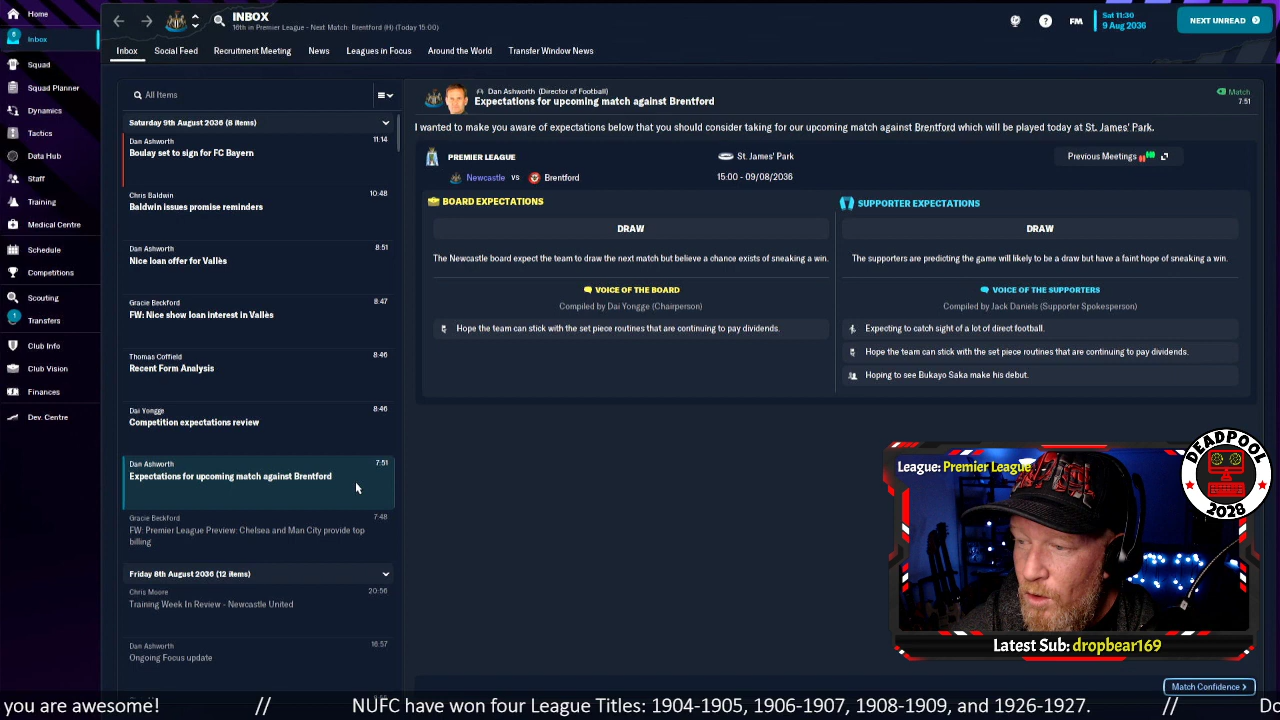 Home
Inbox
Squad
Squad Planner
Dynamics
Tactics
Data Hub
Staff
Training
Medical Centre
Schedule
Competitions
Scouting
Transfers
Club Info
Club Vision
Finances
Dev. Centre
INBOX
16th in Premier League - Next Match: Brentford (H) (Today 15:00)
FM
Sat 11:30
9 Aug 2036
NEXT UNREAD
Inbox
Social Feed
Recruitment Meeting
News
Leagues in Focus
Around the World
Transfer Window News
All Items
Saturday 9th August 2036 (8 items)
Dan Ashworth 11:14
Boulay set to sign for FC Bayern
Chris Baldwin 10:48
Baldwin issues promise reminders
Dan Ashworth 8:51
Nice loan offer for Vallès
Gracie Beckford 8:47
FW: Nice show loan interest in Vallès
Thomas Coffield 8:46
Recent Form Analysis
Dai Yongge 8:46
Competition expectations review
Dan Ashworth 7:51
Expectations for upcoming match against Brentford
Gracie Beckford 7:48
FW: Premier League Preview: Chelsea and Man City provide top
billing
Friday 8th August 2036 (12 items)
Chris Moore 20:56
Training Week In Review - Newcastle United
Dan Ashworth 16:57
Ongoing Focus update
Dan Ashworth (Director of Football)
Expectations for upcoming match against Brentford
Match
7:51
I wanted to make you aware of expectations below that you should consider taking for our upcoming match against Brentford which will be played today at St. James' Park.
PREMIER LEAGUE
St. James' Park
Previous Meetings
Newcastle vs Brentford
15:00 - 09/08/2036
BOARD EXPECTATIONS
DRAW
The Newcastle board expect the team to draw the next match but believe a chance exists of sneaking a win.
VOICE OF THE BOARD
Compiled by Dai Yongge (Chairperson)
Hope the team can stick with the set piece routines that are continuing to pay dividends.
SUPPORTER EXPECTATIONS
DRAW
The supporters are predicting the game will likely to be a draw but have a faint hope of sneaking a win.
VOICE OF THE SUPPORTERS
Compiled by Jack Daniels (Supporter Spokesperson)
Expecting to catch sight of a lot of direct football.
Hope the team can stick with the set piece routines that are continuing to pay dividends.
Hoping to see Bukayo Saka make his debut.
League: Premier League
DEADPOOL
2028
Latest Sub: dropbear169
Match Confidence
you are awesome! // NUFC have won four League Titles: 1904-1905, 1906-1907, 1908-1909, and 1926-1927. // Do